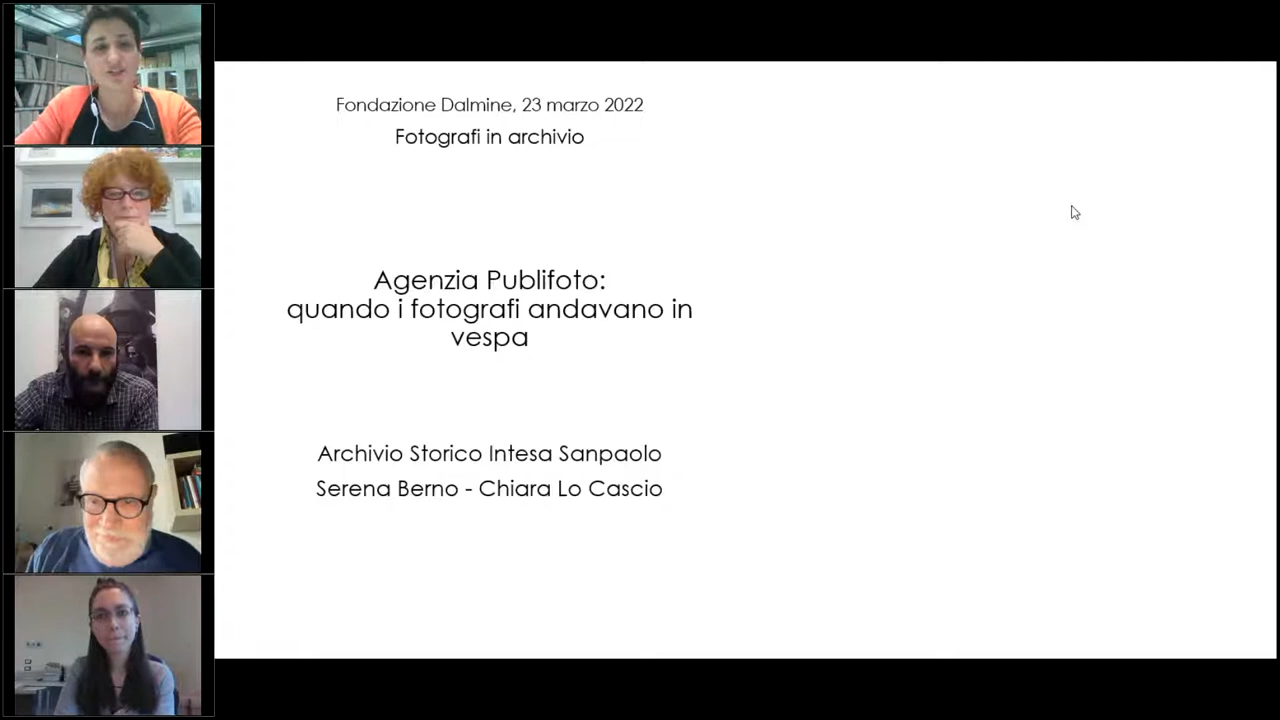 Fondazione Dalmine, 23 marzo 2022
Fotografi in archivio
Agenzia Publifoto:
quando i fotografi andavano in
vespa
Archivio Storico Intesa Sanpaolo
Serena Berno - Chiara Lo Cascio